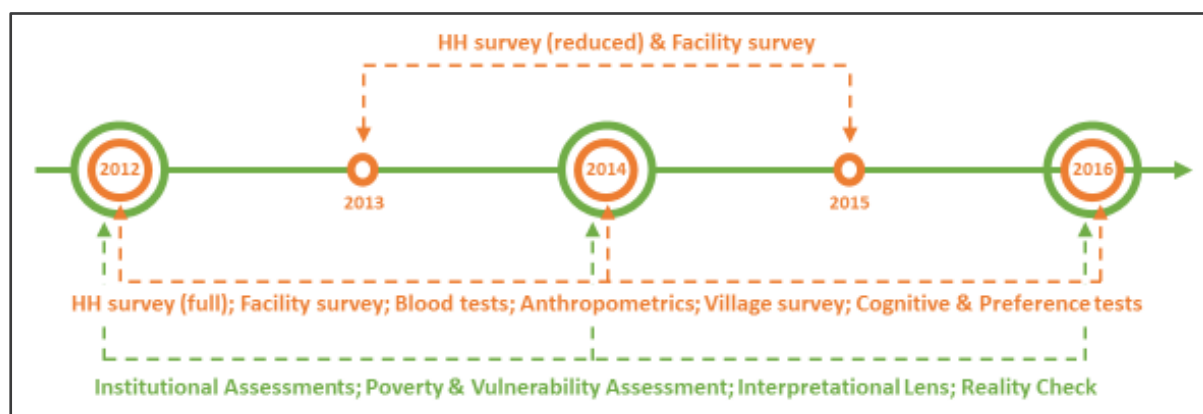 HH survey (reduced) & Facility survey
2012
2014
2016
2013
2015
HH survey (full); Facility survey; Blood tests; Anthropometrics; Village survey; Cognitive & Preference tests
Institutional Assessments; Poverty & Vulnerability Assessment; Interpretational Lens; Reality Check